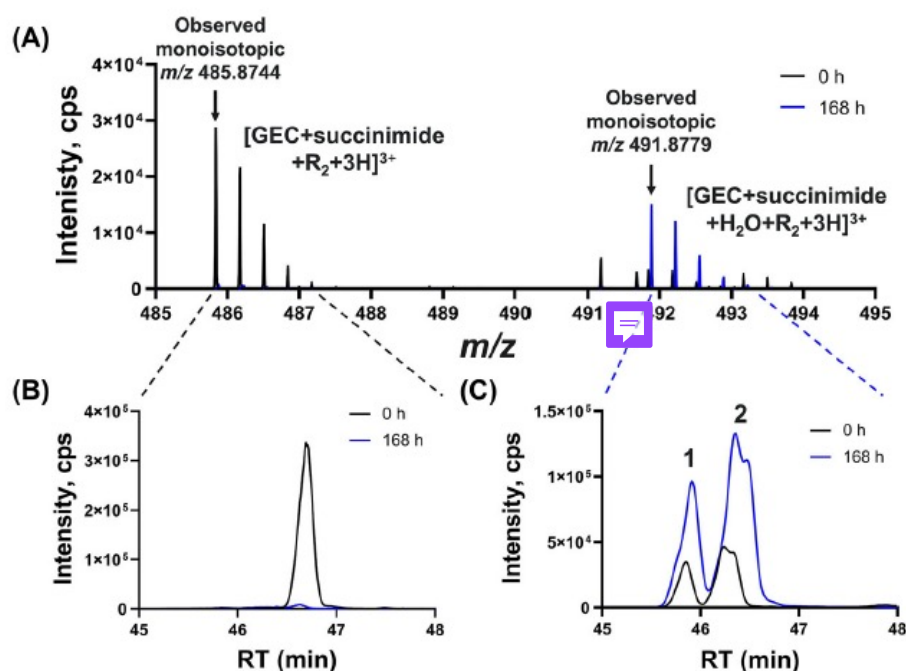 (A)
Observed
monoisotopic
m/z 485.8744
[GEC+succinimide
+R₂+3H]³⁺
Observed
monoisotopic
m/z 491.8779
[GEC+succinimide
+H₂O+R₂+3H]³⁺
0 h
168 h
Intenisty, cps
4×10⁴
3×10⁴
2×10⁴
1×10⁴
0
485 486 487 488 489 490 491 492 493 494 495
m/z
(B)
0 h
168 h
Intensity, cps
4×10⁵
3×10⁵
2×10⁵
1×10⁵
0
45 46 47 48
RT (min)
(C)
1 2
0 h
168 h
Intensity, cps
1.5×10⁵
1×10⁵
5×10⁴
0
45 46 47 48
RT (min)